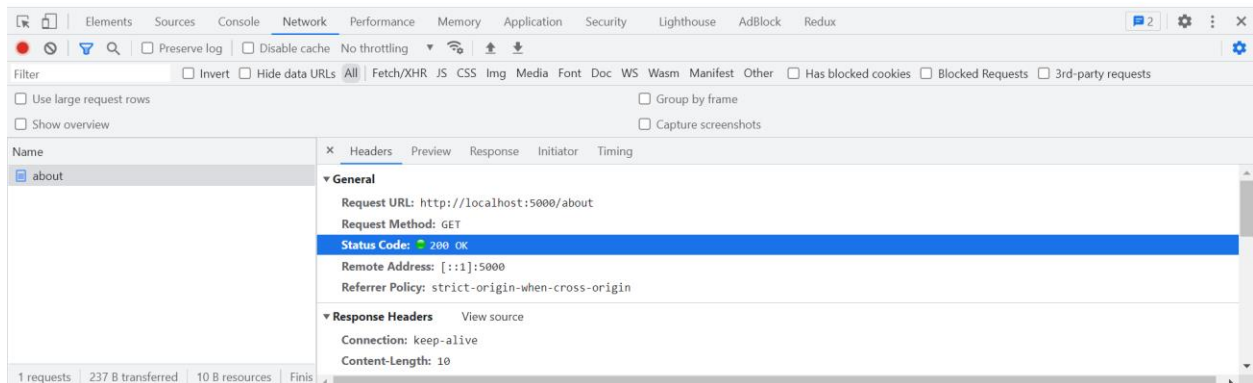 Elements Sources Console Network Performance Memory Application Security Lighthouse AdBlock Redux 2
Preserve log Disable cache No throttling
Filter Invert Hide data URLs All Fetch/XHR JS CSS Img Media Font Doc WS Wasm Manifest Other Has blocked cookies Blocked Requests 3rd-party requests
Use large request rows Group by frame
Show overview Capture screenshots
Name × Headers Preview Response Initiator Timing
about
General
Request URL: http://localhost:5000/about
Request Method: GET
Status Code: 200 OK
Remote Address: [::1]:5000
Referrer Policy: strict-origin-when-cross-origin
Response Headers View source
Connection: keep-alive
Content-Length: 10
1 requests 237 B transferred 10 B resources Finis